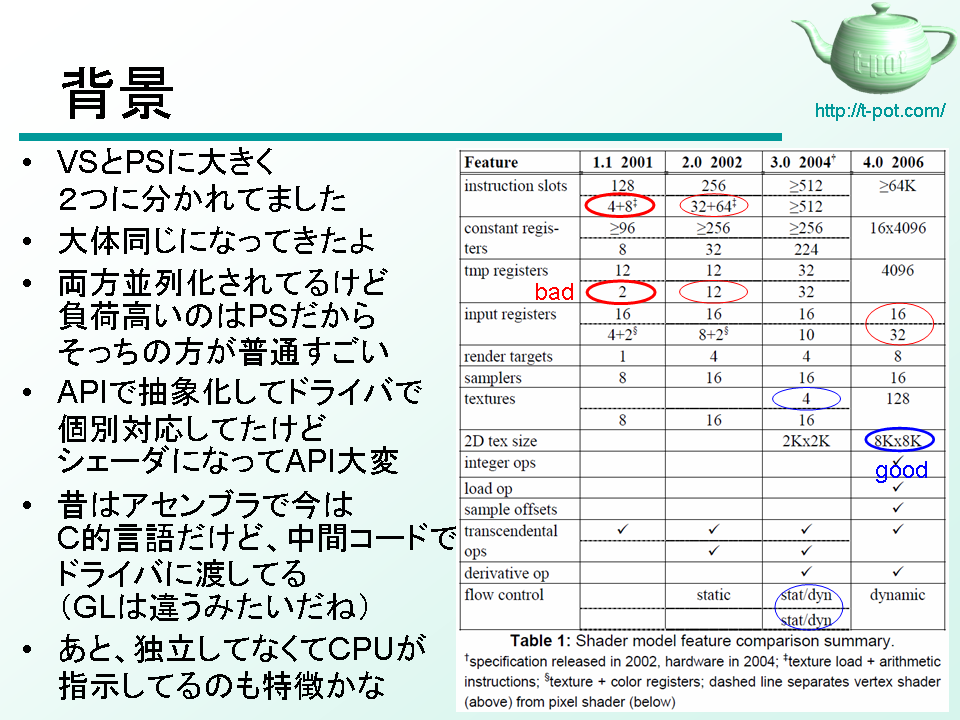 t-pot
http://t-pot.com/
背景
• VSとPSに大きく
２つに分かれてました
• 大体同じになってきたよ
• 両方並列化されてるけど
負荷高いのはPSだから
そっちの方が普通すごい
• APIで抽象化してドライバで
個別対応してたけど
シェーダになってAPI大変
• 昔はアセンブラで今は
C的言語だけど、中間コードで
ドライバに渡してる
（GLは違うみたいだね）
• あと、独立してなくてCPUが
指示してるのも特徴かな
Feature 1.1 2001 2.0 2002 3.0 2004† 4.0 2006
instruction slots 128 256 ≥512 ≥64K
4+8‡ 32+64‡ ≥512
constant regis- ≥96 ≥256 ≥256 16x4096
ters 8 32 224
tmp registers 12 12 32 4096
bad 2 12 32
input registers 16 16 16 16
4+2§ 8+2§ 10 32
render targets 1 4 4 8
samplers 8 16 16 16
textures 4 128
8 16 16
2D tex size 2Kx2K 8Kx8K
integer ops ✓
good
load op ✓
sample offsets ✓
transcendental ✓ ✓ ✓ ✓
ops ✓ ✓
derivative op ✓ ✓
flow control static stat/dyn dynamic
stat/dyn
Table 1: Shader model feature comparison summary.
†specification released in 2002, hardware in 2004; ‡texture load + arithmetic
instructions; §texture + color registers; dashed line separates vertex shader
(above) from pixel shader (below)